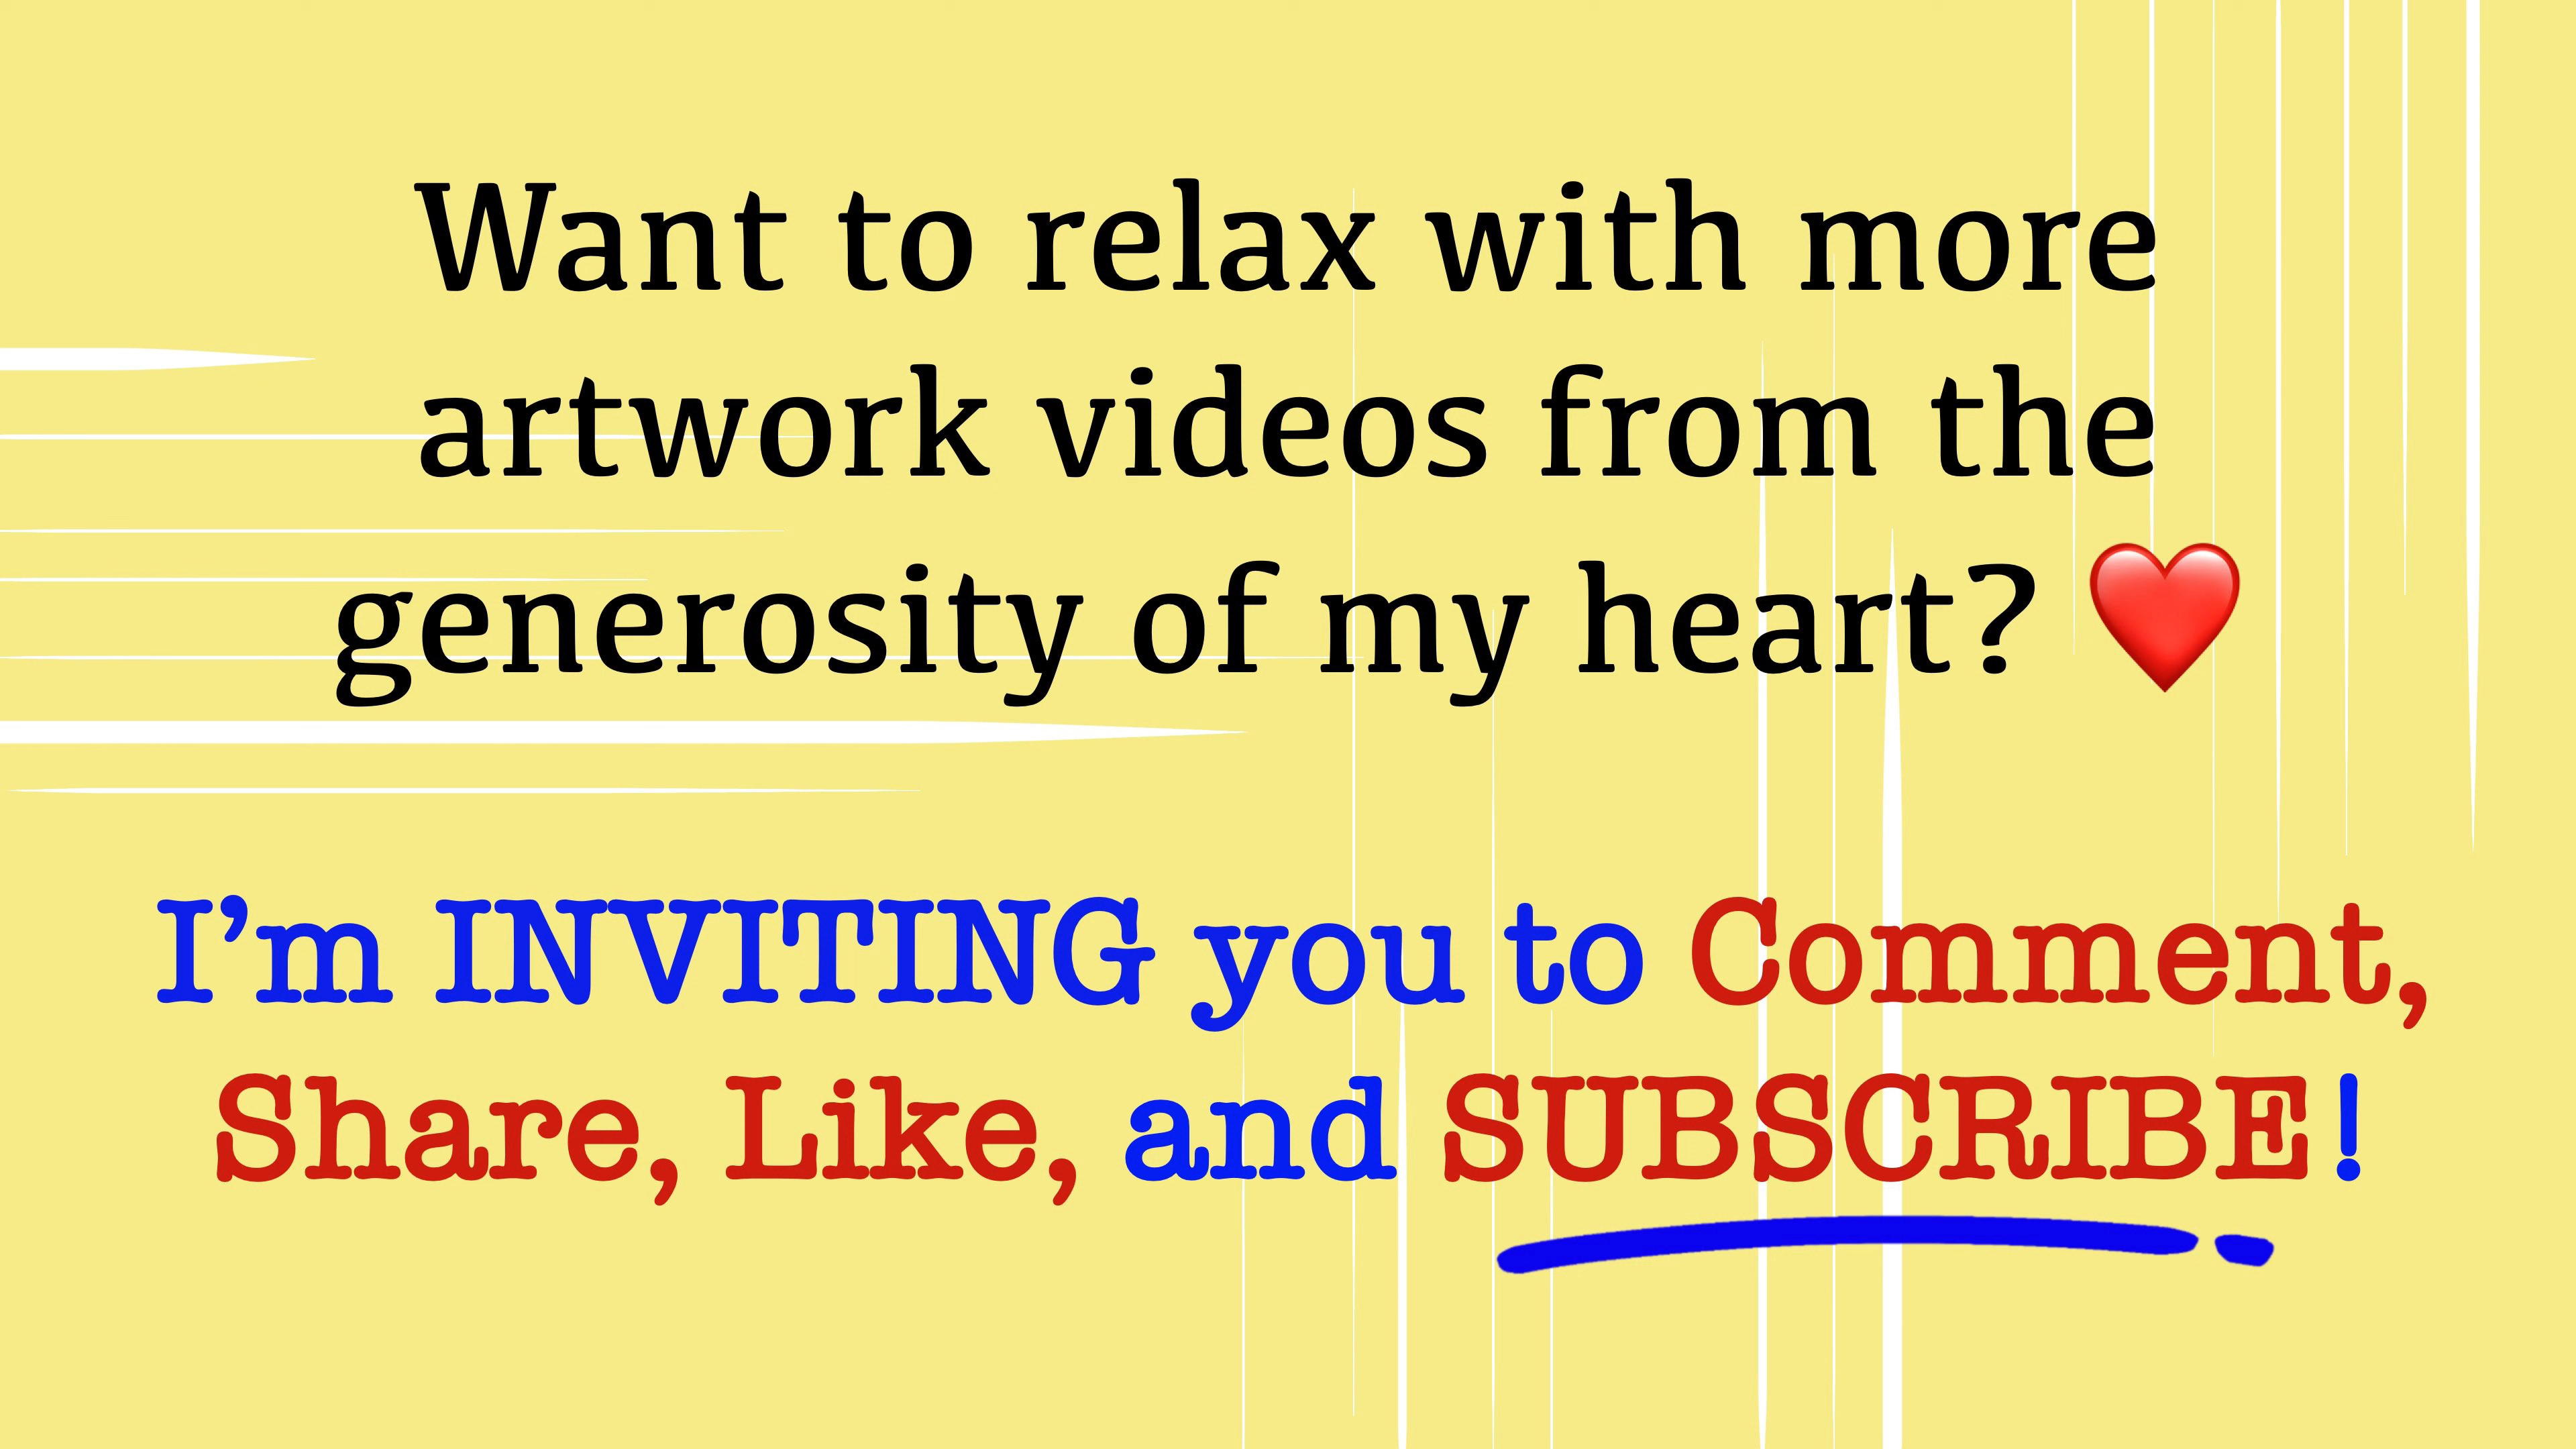 Want to relax with more
artwork videos from the
generosity of my heart? ❤️
I’m INVITING you to Comment,
Share, Like, and SUBSCRIBE!